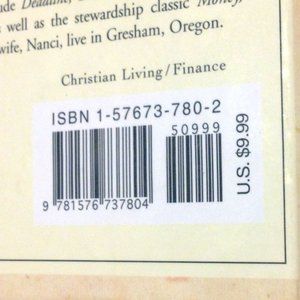 ude Deadline,
well as the stewardship classic Money,
wife, Nanci, live in Gresham, Oregon.
Christian Living/Finance
ISBN 1-57673-780-2
50999
9 781576 737804
U.S. $9.99